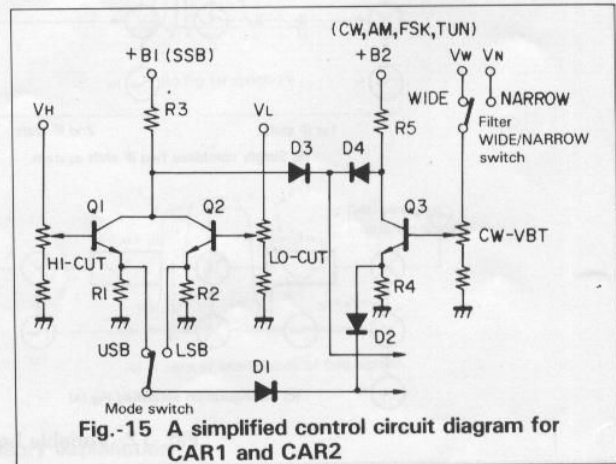 (CW,AM,FSK,TUN)
+B1 (SSB)
+B2
VW VN
VH
R3
VL
WIDE
NARROW
R5
Filter
WIDE/NARROW
switch
D3 D4
Q1
Q2
Q3
HI-CUT
LO-CUT
CW-VBT
R1
R2
R4
D2
USB
LSB
D1
Mode switch
Fig.-15 A simplified control circuit diagram for
CAR1 and CAR2